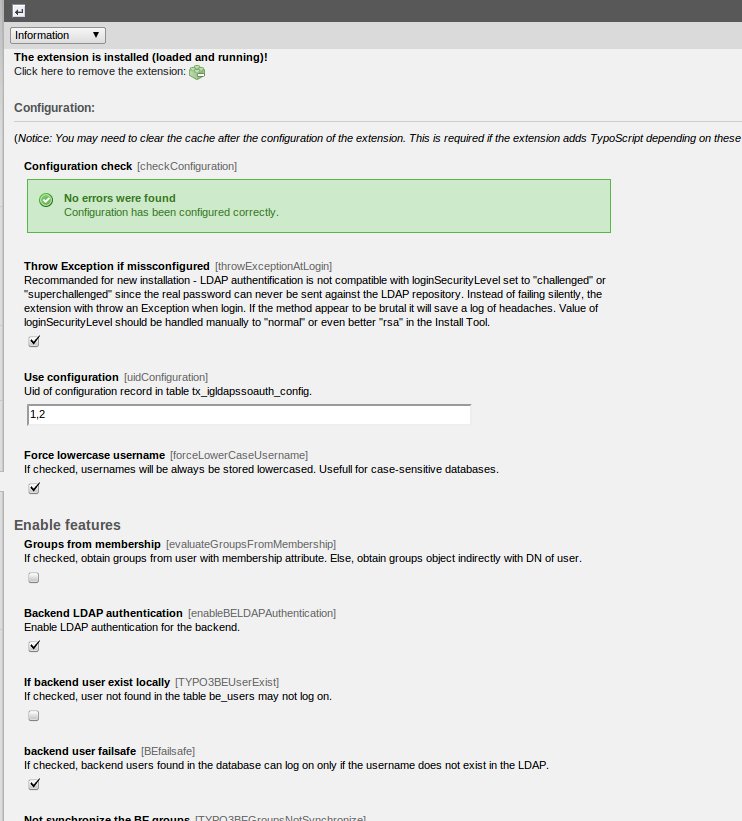 Information
The extension is installed (loaded and running)!
Click here to remove the extension:
Configuration:
(Notice: You may need to clear the cache after the configuration of the extension. This is required if the extension adds TypoScript depending on these
Configuration check [checkConfiguration]
No errors were found
Configuration has been configured correctly.
Throw Exception if missconfigured [throwExceptionAtLogin]
Recommanded for new installation - LDAP authentification is not compatible with loginSecurityLevel set to "challenged" or
"superchallenged" since the real password can never be sent against the LDAP repository. Instead of failing silently, the
extension with throw an Exception when login. If the method appear to be brutal it will save a log of headaches. Value of
loginSecurityLevel should be handled manually to "normal" or even better "rsa" in the Install Tool.
Use configuration [uidConfiguration]
Uid of configuration record in table tx_igldapssoauth_config.
1,2
Force lowercase username [forceLowerCaseUsername]
If checked, usernames will be always be stored lowercased. Usefull for case-sensitive databases.
Enable features
Groups from membership [evaluateGroupsFromMembership]
If checked, obtain groups from user with membership attribute. Else, obtain groups object indirectly with DN of user.
Backend LDAP authentication [enableBELDAPAuthentication]
Enable LDAP authentication for the backend.
If backend user exist locally [TYPO3BEUserExist]
If checked, user not found in the table be_users may not log on.
backend user failsafe [BEfailsafe]
If checked, backend users found in the database can log on only if the username does not exist in the LDAP.
Not synchronize the BE groups [TYPO3BEGroupsNotSynchronize]